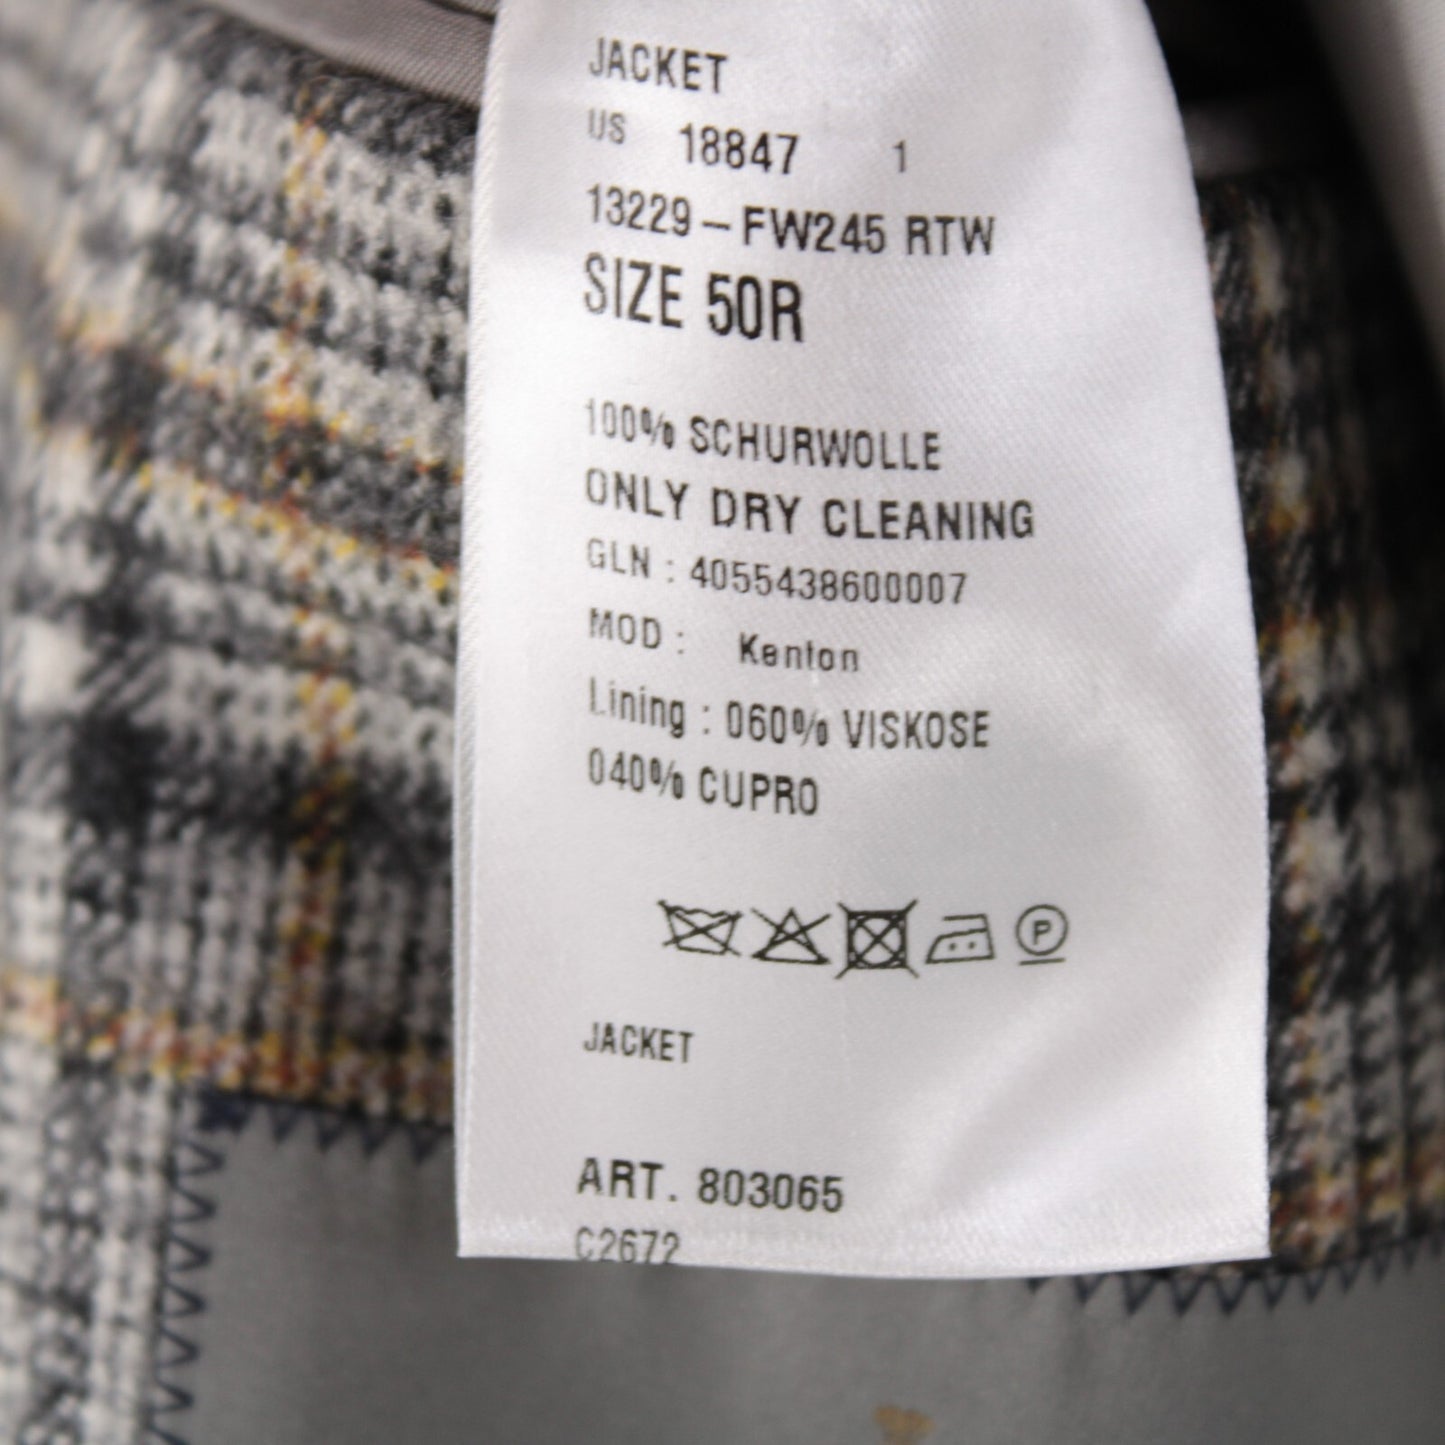 JACKET
US 18847 1
13229-FW245 RTW
SIZE 50R
100% SCHURWOLLE
ONLY DRY CLEANING
GLN : 4055438600007
MOD : Kenton
Lining : 060% VISKOSE
040% CUPRO
P
JACKET
ART. 803065
C2672